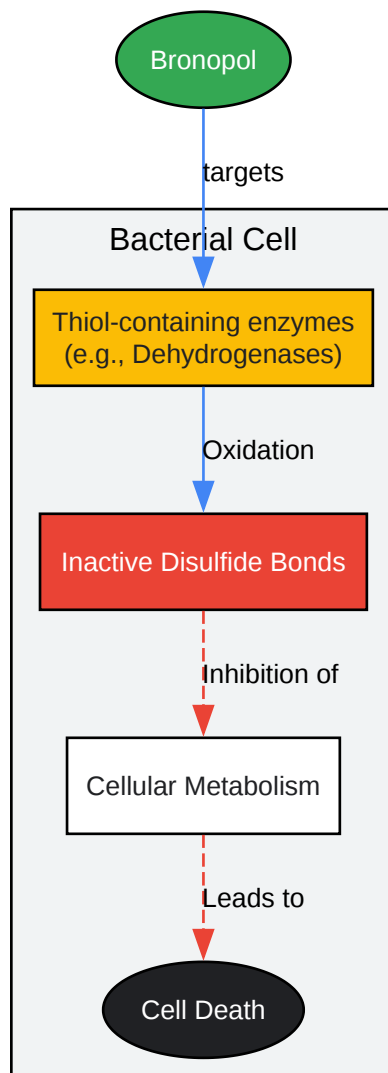 Bronopol
targets
Bacterial Cell
Thiol-containing enzymes
(e.g., Dehydrogenases)
Oxidation
Inactive Disulfide Bonds
Inhibition of
Cellular Metabolism
Leads to
Cell Death